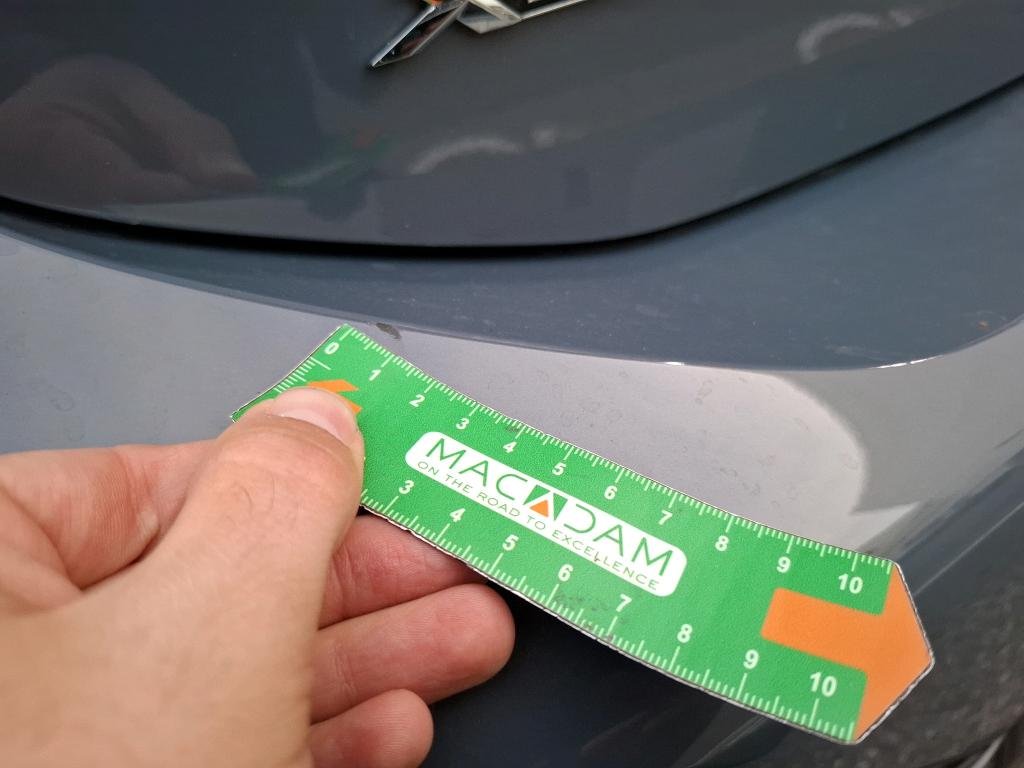 0 1 2 3 4 5 6 7 8 9 10
MACADAM
ON THE ROAD TO EXCELLENCE
3 4 5 6 7 8 9 10